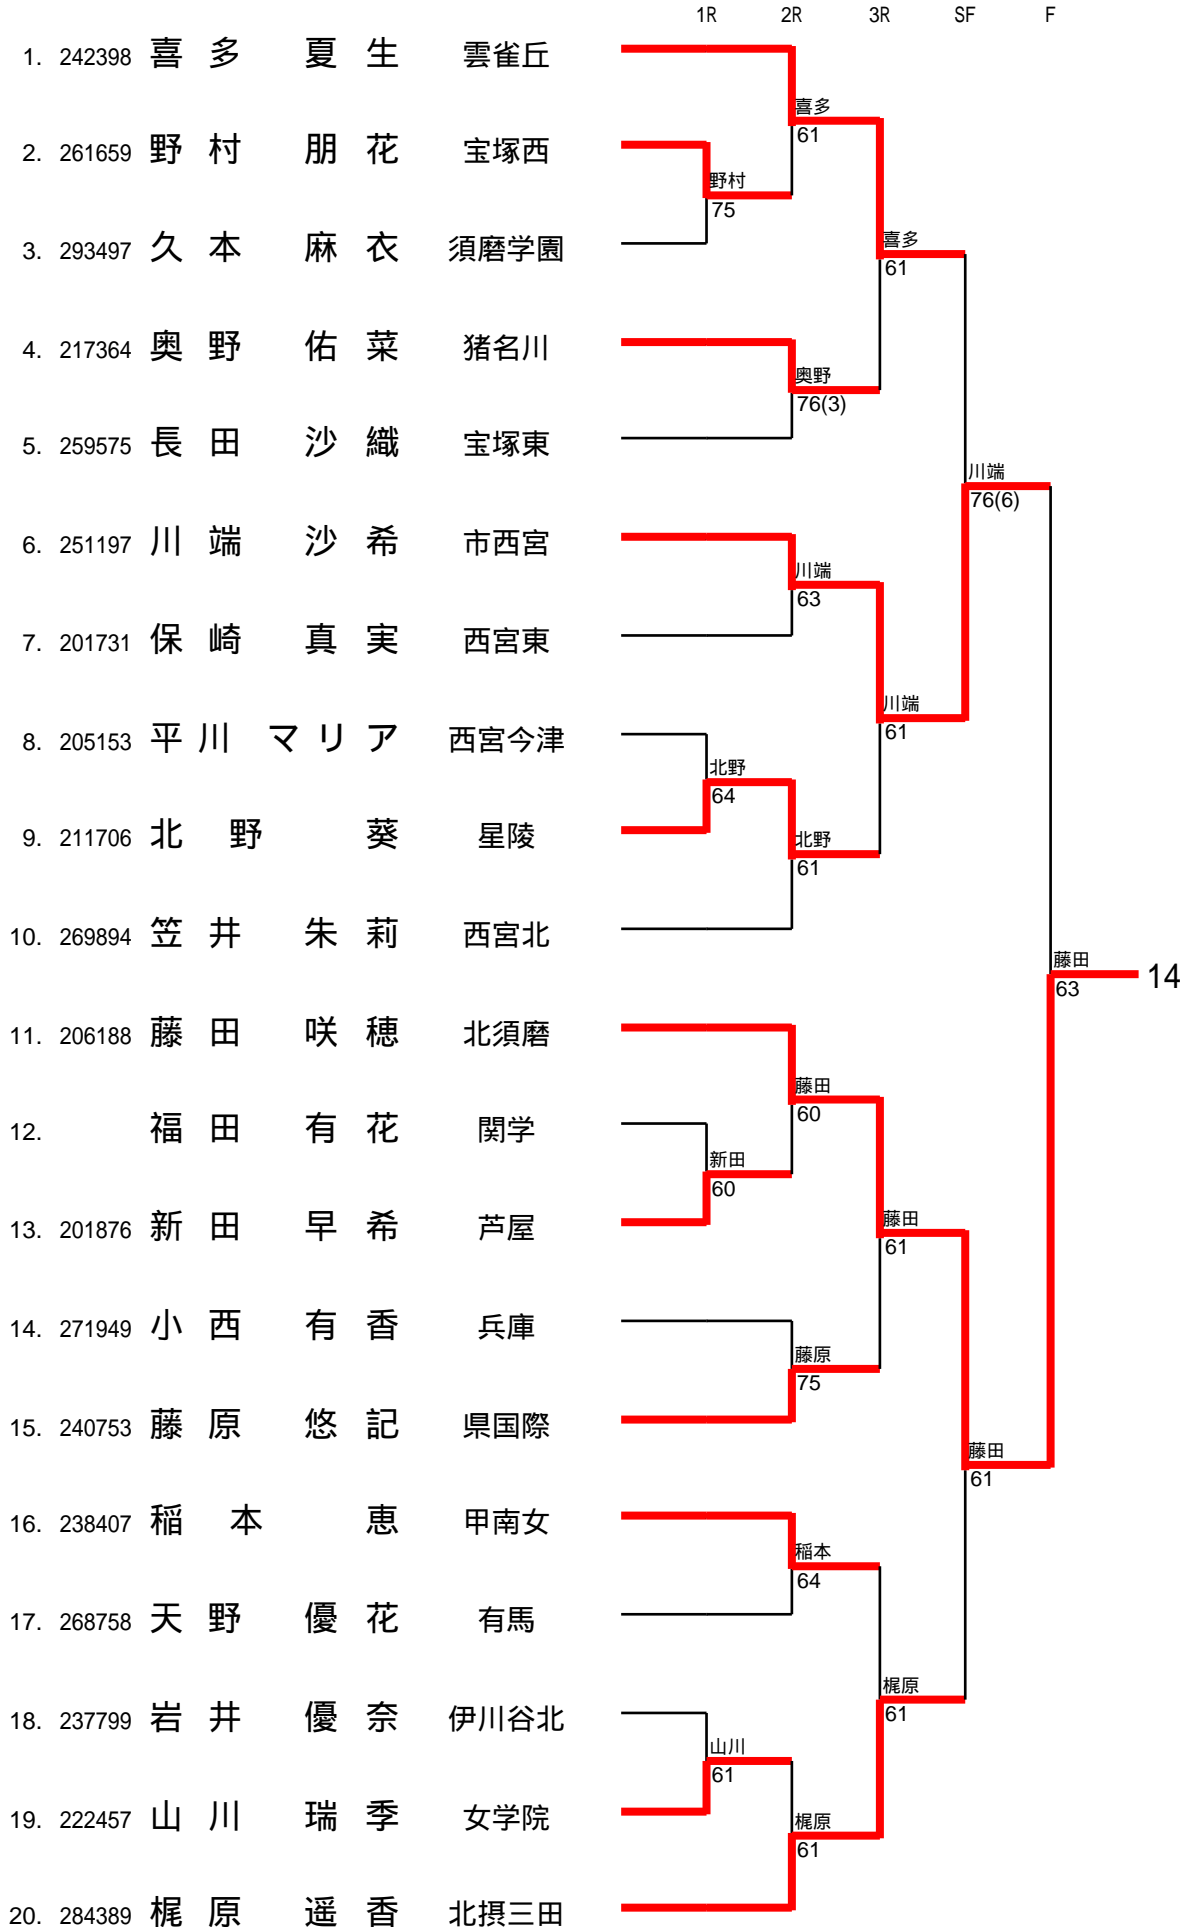 1R 2R 3R SF F
1. 242398 喜多 夏生 雲雀丘
喜多
61
2. 261659 野村 朋花 宝塚西
野村
75
3. 293497 久本 麻衣 須磨学園
喜多
61
4. 217364 奥野 佑菜 猪名川
奥野
76(3)
5. 259575 長田 沙織 宝塚東
川端
76(6)
6. 251197 川端 沙希 市西宮
川端
63
7. 201731 保崎 真実 西宮東
川端
61
8. 205153 平川 マリア 西宮今津
北野
64
9. 211706 北野 葵 星陵
北野
61
10. 269894 笠井 朱莉 西宮北
藤田
63
14
11. 206188 藤田 咲穂 北須磨
藤田
60
12. 福田 有花 関学
新田
60
13. 201876 新田 早希 芦屋
藤田
61
14. 271949 小西 有香 兵庫
藤原
75
15. 240753 藤原 悠記 県国際
藤田
61
16. 238407 稲本 恵 甲南女
稲本
64
17. 268758 天野 優花 有馬
梶原
61
18. 237799 岩井 優奈 伊川谷北
山川
61
19. 222457 山川 瑞季 女学院
梶原
61
20. 284389 梶原 遥香 北摂三田